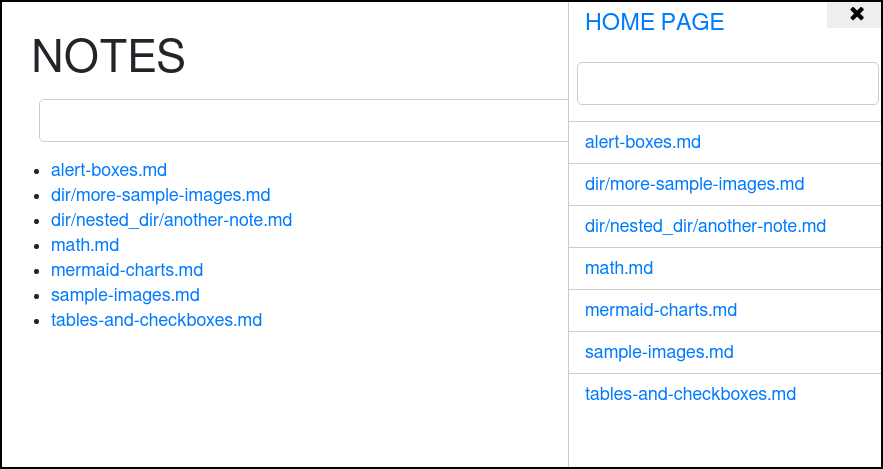 NOTES
alert-boxes.md
dir/more-sample-images.md
dir/nested_dir/another-note.md
math.md
mermaid-charts.md
sample-images.md
tables-and-checkboxes.md
HOME PAGE
alert-boxes.md
dir/more-sample-images.md
dir/nested_dir/another-note.md
math.md
mermaid-charts.md
sample-images.md
tables-and-checkboxes.md